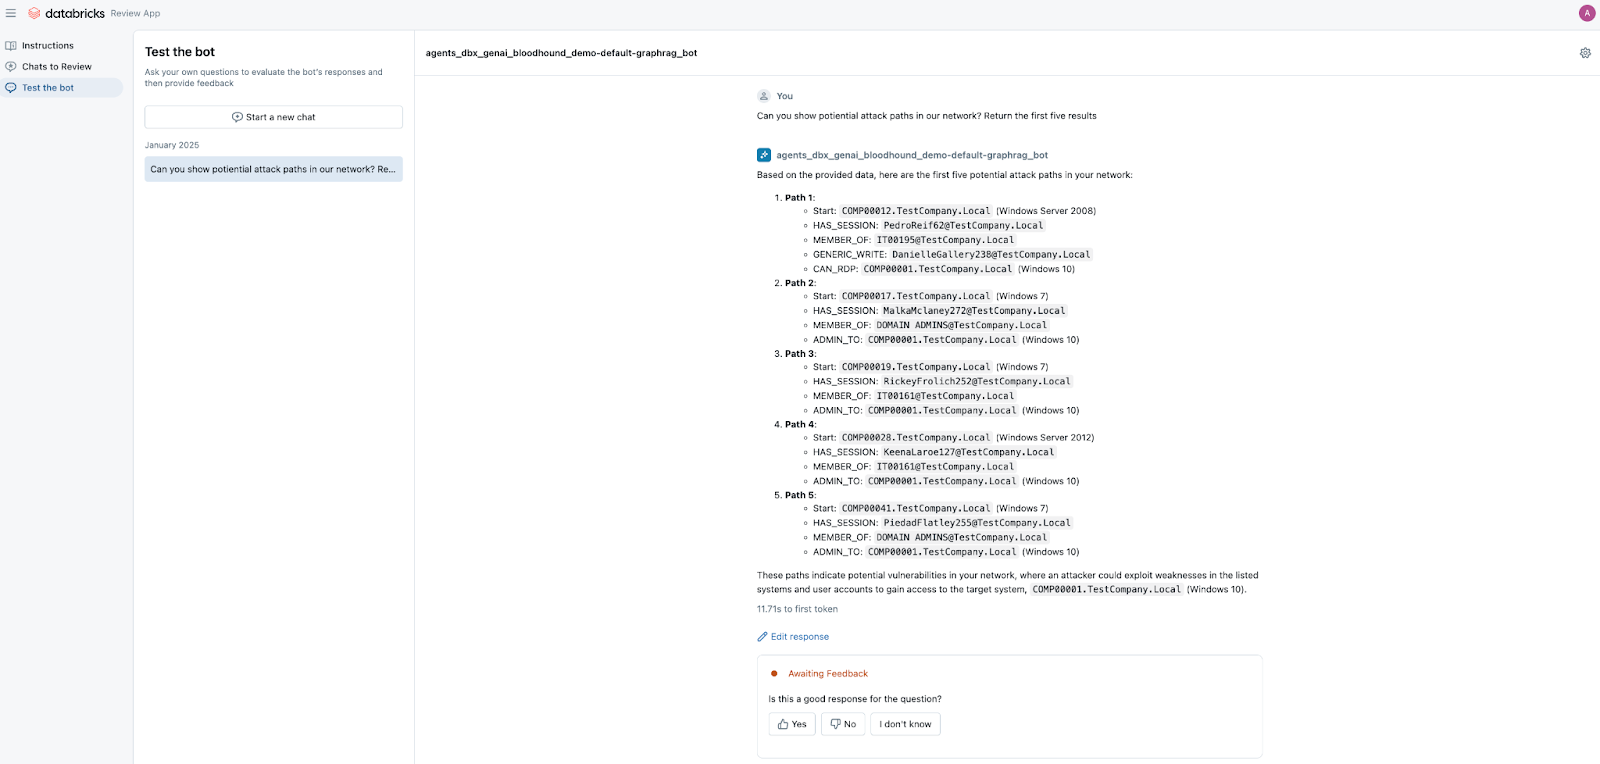 databricks Review App
A
Instructions
Chats to Review
Test the bot
Test the bot
Ask your own questions to evaluate the bot's responses and
then provide feedback
Start a new chat
January 2025
Can you show potiential attack paths in our network? Re...
agents_dbx_genai_bloodhound_demo-default-graphrag_bot
You
Can you show potiential attack paths in our network? Return the first five results
agents_dbx_genai_bloodhound_demo-default-graphrag_bot
Based on the provided data, here are the first five potential attack paths in your network:
1. Path 1:
Start: COMP00012.TestCompany.Local (Windows Server 2008)
HAS_SESSION: PedroReif62@TestCompany.Local
MEMBER_OF: IT00195@TestCompany.Local
GENERIC_WRITE: DanielleGallery238@TestCompany.Local
CAN_RDP: COMP00001.TestCompany.Local (Windows 10)
2. Path 2:
Start: COMP00017.TestCompany.Local (Windows 7)
HAS_SESSION: MalkaMclaney272@TestCompany.Local
MEMBER_OF: DOMAIN ADMINS@TestCompany.Local
ADMIN_TO: COMP00001.TestCompany.Local (Windows 10)
3. Path 3:
Start: COMP00019.TestCompany.Local (Windows 7)
HAS_SESSION: RickeyFrolich252@TestCompany.Local
MEMBER_OF: IT00161@TestCompany.Local
ADMIN_TO: COMP00001.TestCompany.Local (Windows 10)
4. Path 4:
Start: COMP00028.TestCompany.Local (Windows Server 2012)
HAS_SESSION: KeenaLaroe127@TestCompany.Local
MEMBER_OF: IT00161@TestCompany.Local
ADMIN_TO: COMP00001.TestCompany.Local (Windows 10)
5. Path 5:
Start: COMP00041.TestCompany.Local (Windows 7)
HAS_SESSION: PiedadFlatley255@TestCompany.Local
MEMBER_OF: DOMAIN ADMINS@TestCompany.Local
ADMIN_TO: COMP00001.TestCompany.Local (Windows 10)
These paths indicate potential vulnerabilities in your network, where an attacker could exploit weaknesses in the listed
systems and user accounts to gain access to the target system, COMP00001.TestCompany.Local (Windows 10).
11.71s to first token
Edit response
Awaiting Feedback
Is this a good response for the question?
Yes No I don't know